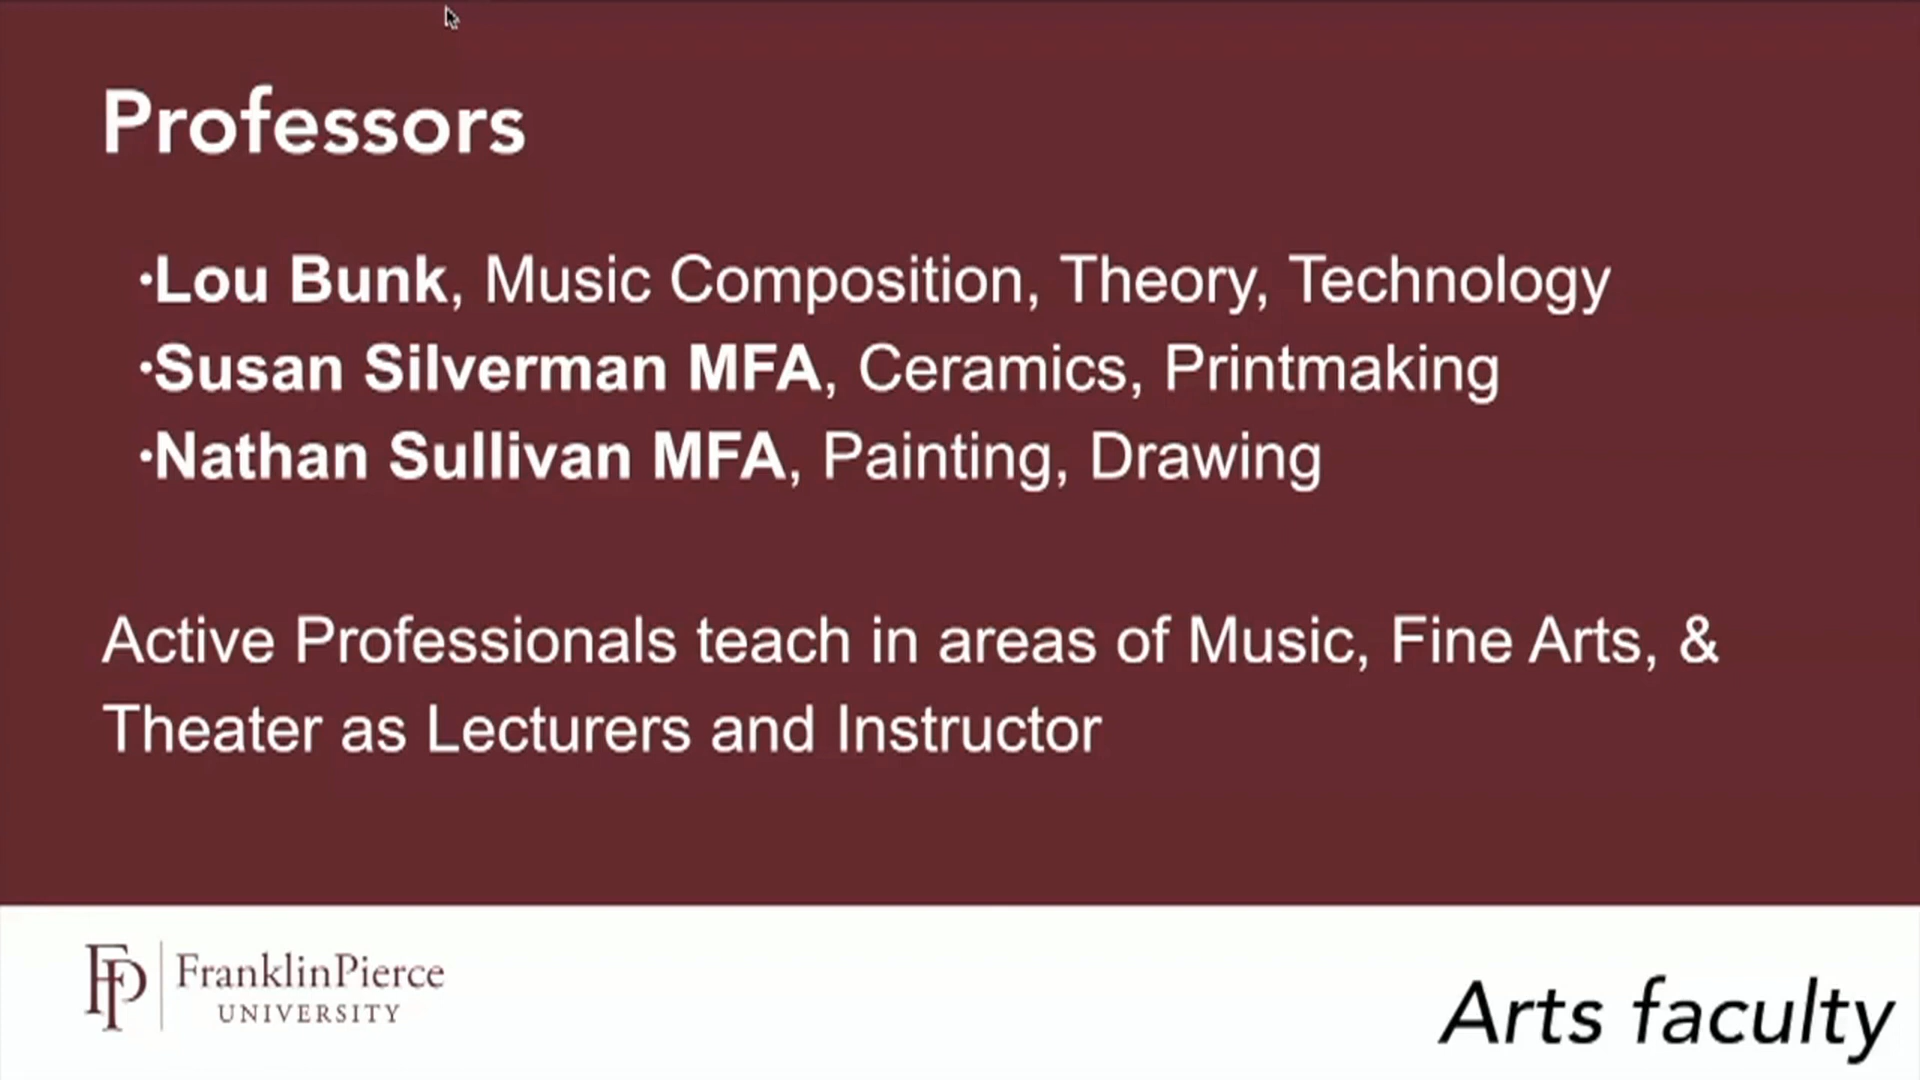 Professors
·Lou Bunk, Music Composition, Theory, Technology
·Susan Silverman MFA, Ceramics, Printmaking
·Nathan Sullivan MFA, Painting, Drawing
Active Professionals teach in areas of Music, Fine Arts, &
Theater as Lecturers and Instructor
FP
FranklinPierce
UNIVERSITY
Arts faculty